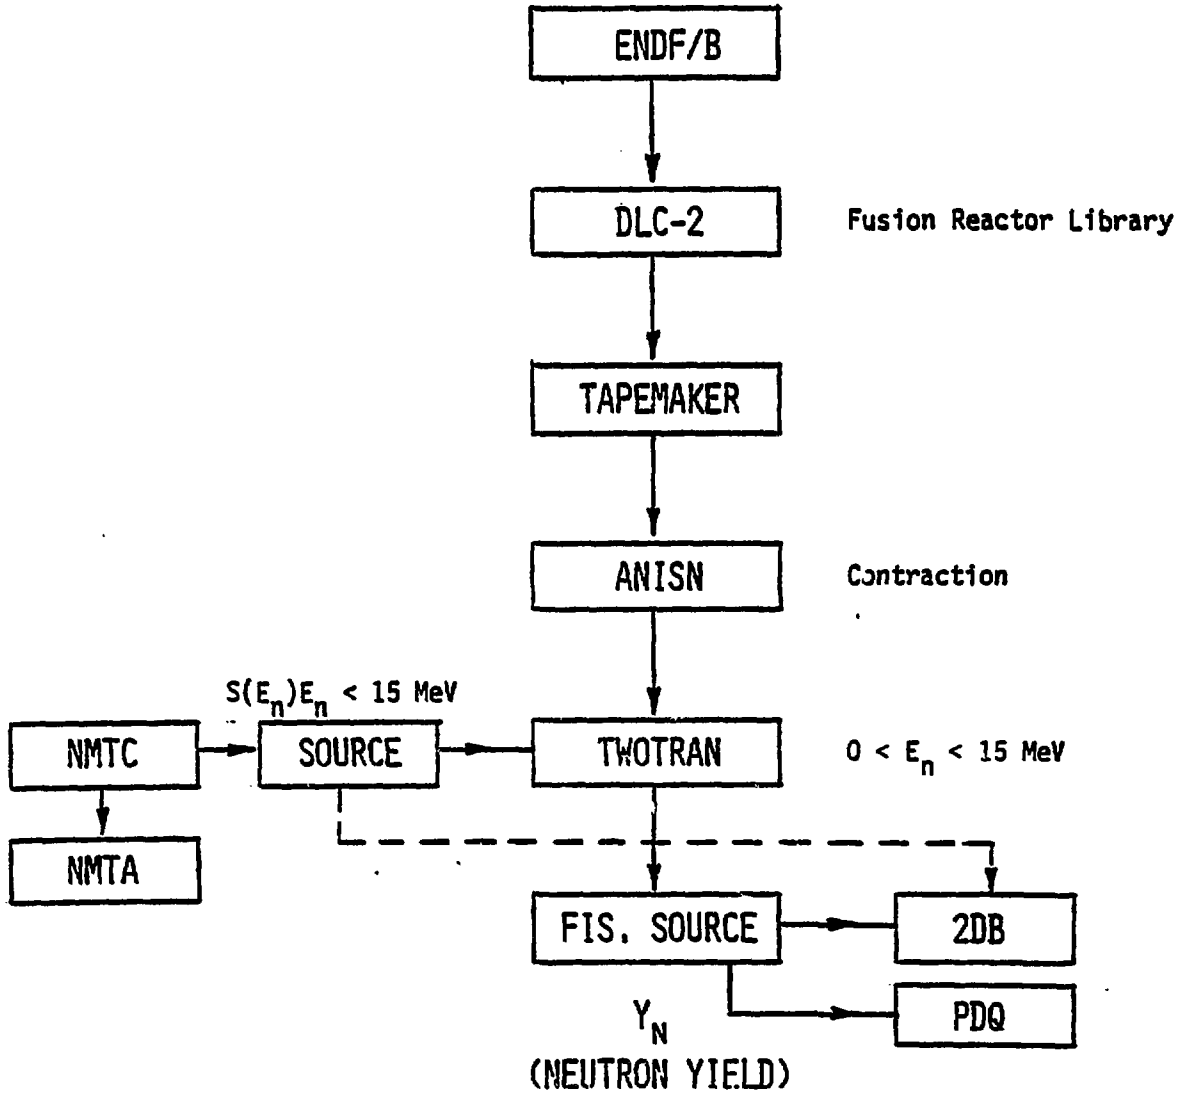 ENDF/B
DLC-2
Fusion Reactor Library
TAPEMAKER
ANISN
Contraction
S(En)En < 15 MeV
NMTC
SOURCE
TWOTRAN
0 < En < 15 MeV
NMTA
FIS. SOURCE
2DB
YN
PDQ
(NEUTRON YIELD)